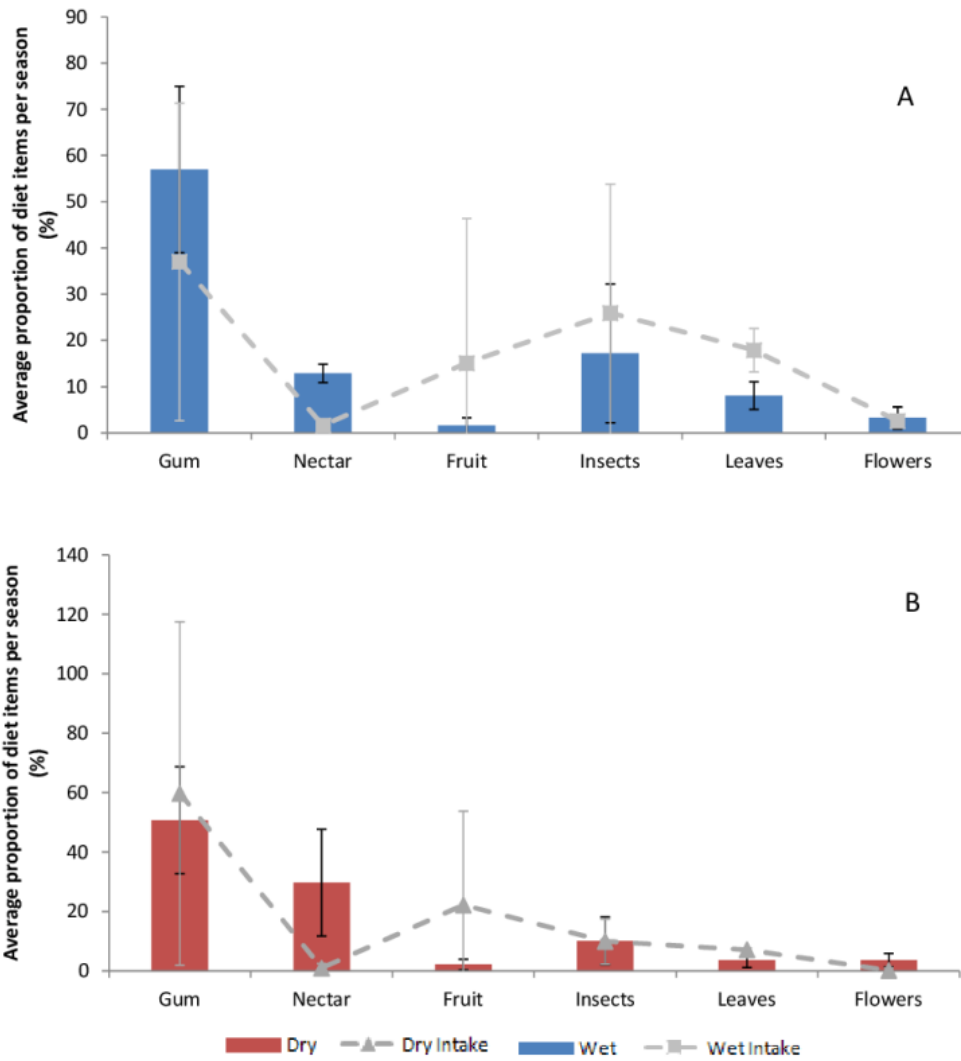 Average proportion of diet items per season
(%)
90
80
70
60
50
40
30
20
10
0
A
Gum Nectar Fruit Insects Leaves Flowers
Average proportion of diet items per season
(%)
140
120
100
80
60
40
20
0
B
Gum Nectar Fruit Insects Leaves Flowers
Dry Dry Intake Wet Wet Intake